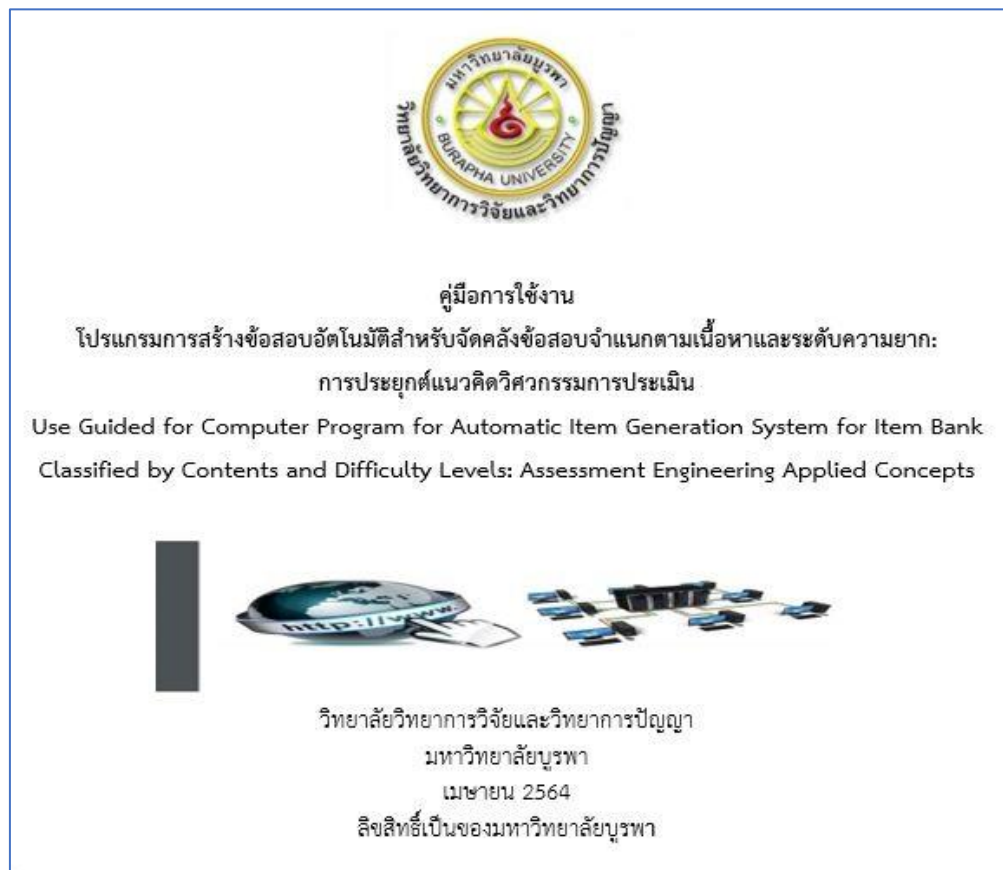 มหาวิทยาลัยบูรพา
BURAPHA UNIVERSITY
วิทยาลัยวิทยาการวิจัยและวิทยาการปัญญา
คู่มือการใช้งาน
โปรแกรมการสร้างข้อสอบอัตโนมัติสำหรับจัดคลังข้อสอบจำแนกตามเนื้อหาและระดับความยาก:
การประยุกต์แนวคิดวิศวกรรมการประเมิน
Use Guided for Computer Program for Automatic Item Generation System for Item Bank
Classified by Contents and Difficulty Levels: Assessment Engineering Applied Concepts
http://www.
วิทยาลัยวิทยาการวิจัยและวิทยาการปัญญา
มหาวิทยาลัยบูรพา
เมษายน 2564
ลิขสิทธิ์เป็นของมหาวิทยาลัยบูรพา